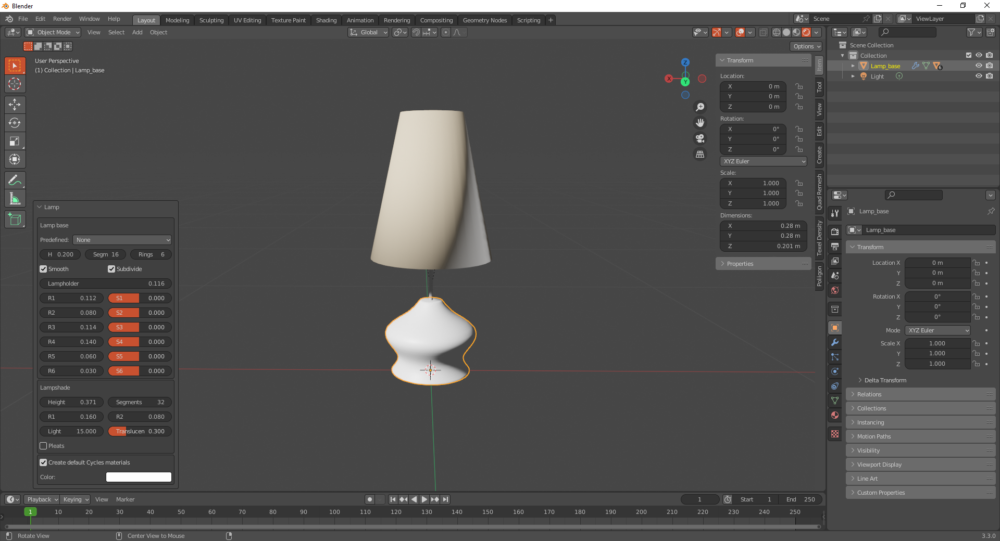 Blender
File Edit Render Window Help
Layout Modeling Sculpting UV Editing Texture Paint Shading Animation Rendering Compositing Geometry Nodes Scripting +
Scene
ViewLayer
Object Mode View Select Add Object
Global
Options
User Perspective
(1) Collection | Lamp_base
Z
X
Y
Transform
Location:
X 0 m
Y 0 m
Z 0 m
Rotation:
X 0°
Y 0°
Z 0°
XYZ Euler
Scale:
X 1.000
Y 1.000
Z 1.000
Dimensions:
X 0.28 m
Y 0.28 m
Z 0.201 m
Properties
Item
Tool
View
Edit
Create
Quad Remesh
Texel Density
Poliigon
Scene Collection
Collection
Lamp_base 6
Light
Lamp_base
Lamp_base
Transform
Location X 0 m
Y 0 m
Z 0 m
Rotation X 0°
Y 0°
Z 0°
Mode XYZ Euler
Scale X 1.000
Y 1.000
Z 1.000
Delta Transform
Relations
Collections
Instancing
Motion Paths
Visibility
Viewport Display
Line Art
Custom Properties
Lamp
Lamp base
Predefined: None
H 0.200 Segm 16 Rings 6
Smooth Subdivide
Lampholder 0.116
R1 0.112 S1 0.000
R2 0.080 S2 0.000
R3 0.114 S3 0.000
R4 0.140 S4 0.000
R5 0.060 S5 0.000
R6 0.030 S6 0.000
Lampshade
Height 0.371 Segments 32
R1 0.160 R2 0.080
Light 15.000 Translucen 0.300
Pleats
Create default Cycles materials
Color:
Playback Keying View Marker
1 Start 1 End 250
1 10 20 30 40 50 60 70 80 90 100 110 120 130 140 150 160 170 180 190 200 210 220 230 240 250
Rotate View Center View to Mouse
3.3.0